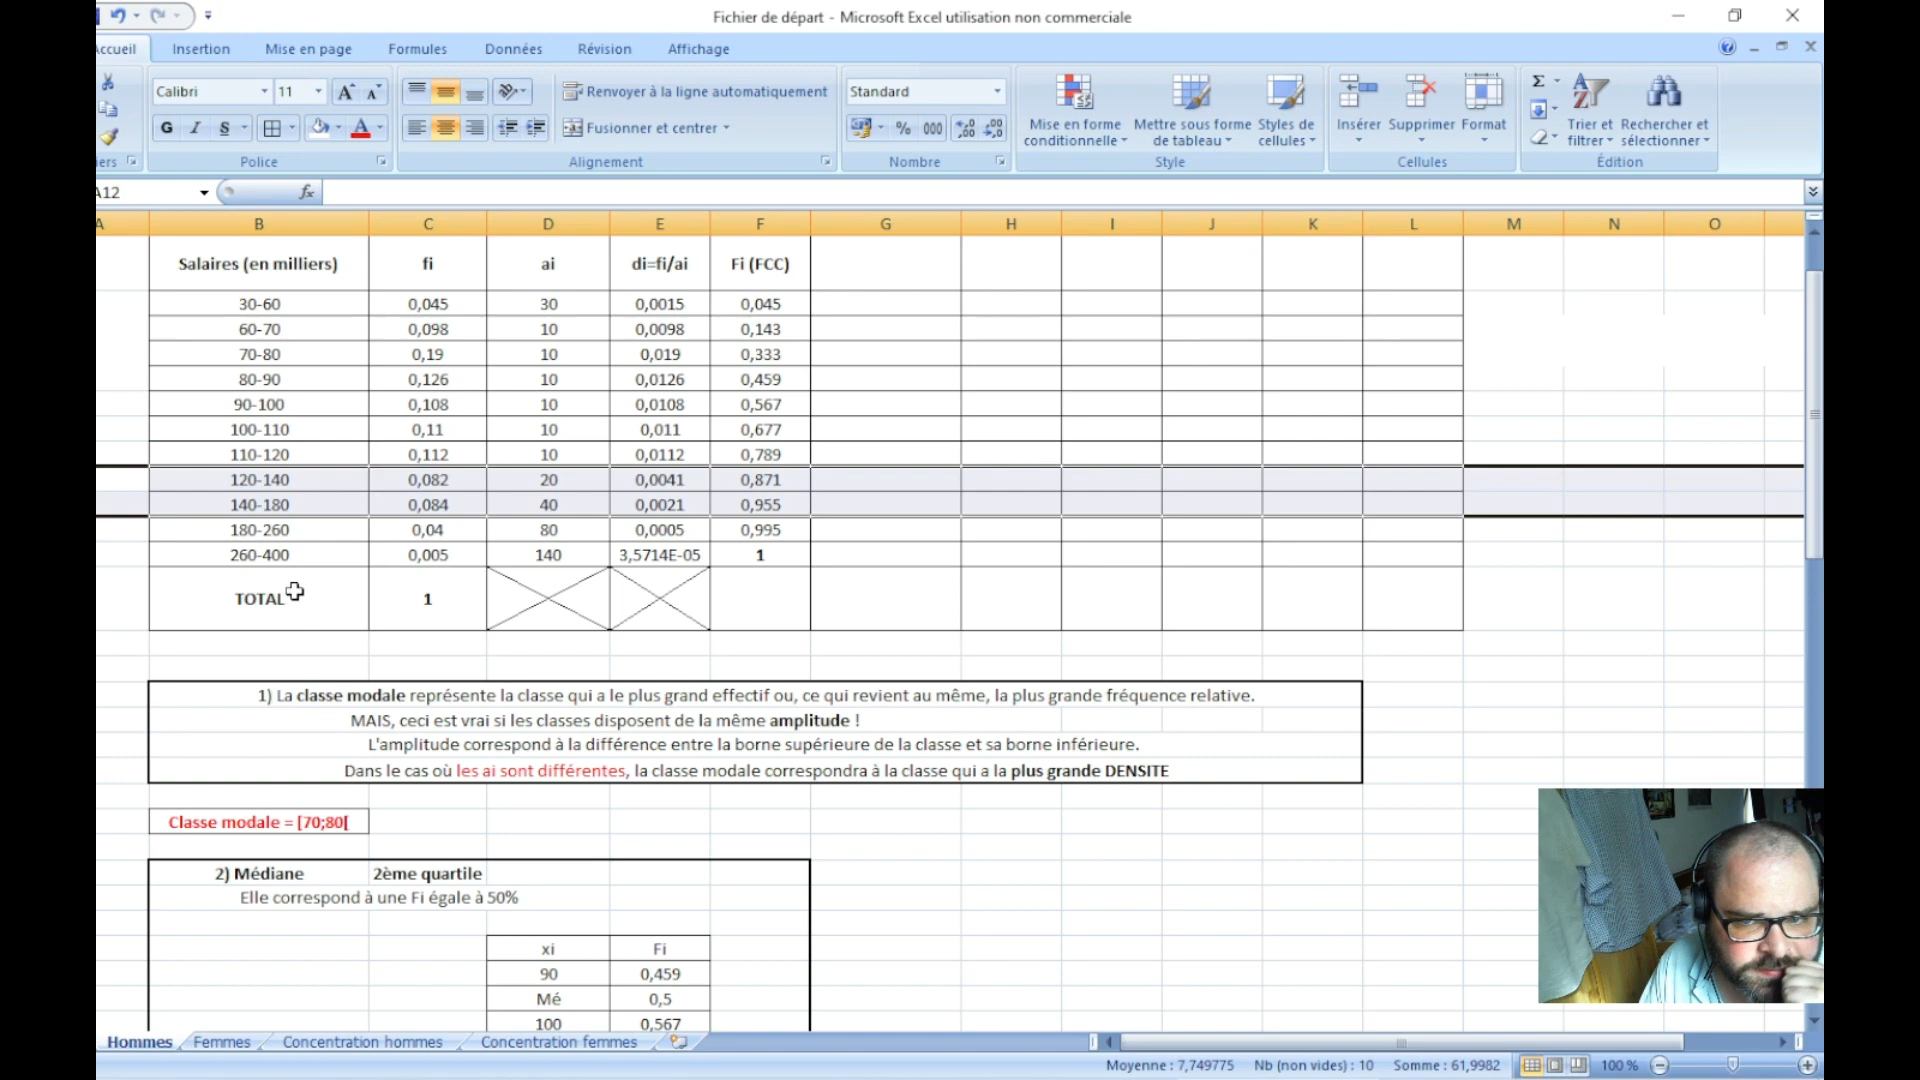 Fichier de départ - Microsoft Excel utilisation non commerciale
Accueil Insertion Mise en page Formules Données Révision Affichage
Calibri 11 Renvoyer à la ligne automatiquement Standard
G I S Fusionner et centrer % 000
Mise en forme conditionnelle Mettre sous forme de tableau Styles de cellules Insérer Supprimer Format Trier et filtrer Rechercher et sélectionner
Police Alignement Nombre Style Cellules Édition
A12 fx
A B C D E F G H I J K L M N O
Salaires (en milliers) fi ai di=fi/ai Fi (FCC)
30-60 0,045 30 0,0015 0,045
60-70 0,098 10 0,0098 0,143
70-80 0,19 10 0,019 0,333
80-90 0,126 10 0,0126 0,459
90-100 0,108 10 0,0108 0,567
100-110 0,11 10 0,011 0,677
110-120 0,112 10 0,0112 0,789
120-140 0,082 20 0,0041 0,871
140-180 0,084 40 0,0021 0,955
180-260 0,04 80 0,0005 0,995
260-400 0,005 140 3,5714E-05 1
TOTAL 1
1) La classe modale représente la classe qui a le plus grand effectif ou, ce qui revient au même, la plus grande fréquence relative.
MAIS, ceci est vrai si les classes disposent de la même amplitude !
L'amplitude correspond à la différence entre la borne supérieure de la classe et sa borne inférieure.
Dans le cas où les ai sont différentes, la classe modale correspondra à la classe qui a la plus grande DENSITE
Classe modale = [70;80[
2) Médiane 2ème quartile
Elle correspond à une Fi égale à 50%
xi Fi
90 0,459
Mé 0,5
100 0,567
Hommes Femmes Concentration hommes Concentration femmes
Moyenne : 7,749775 Nb (non vides) : 10 Somme : 61,9982 100 %